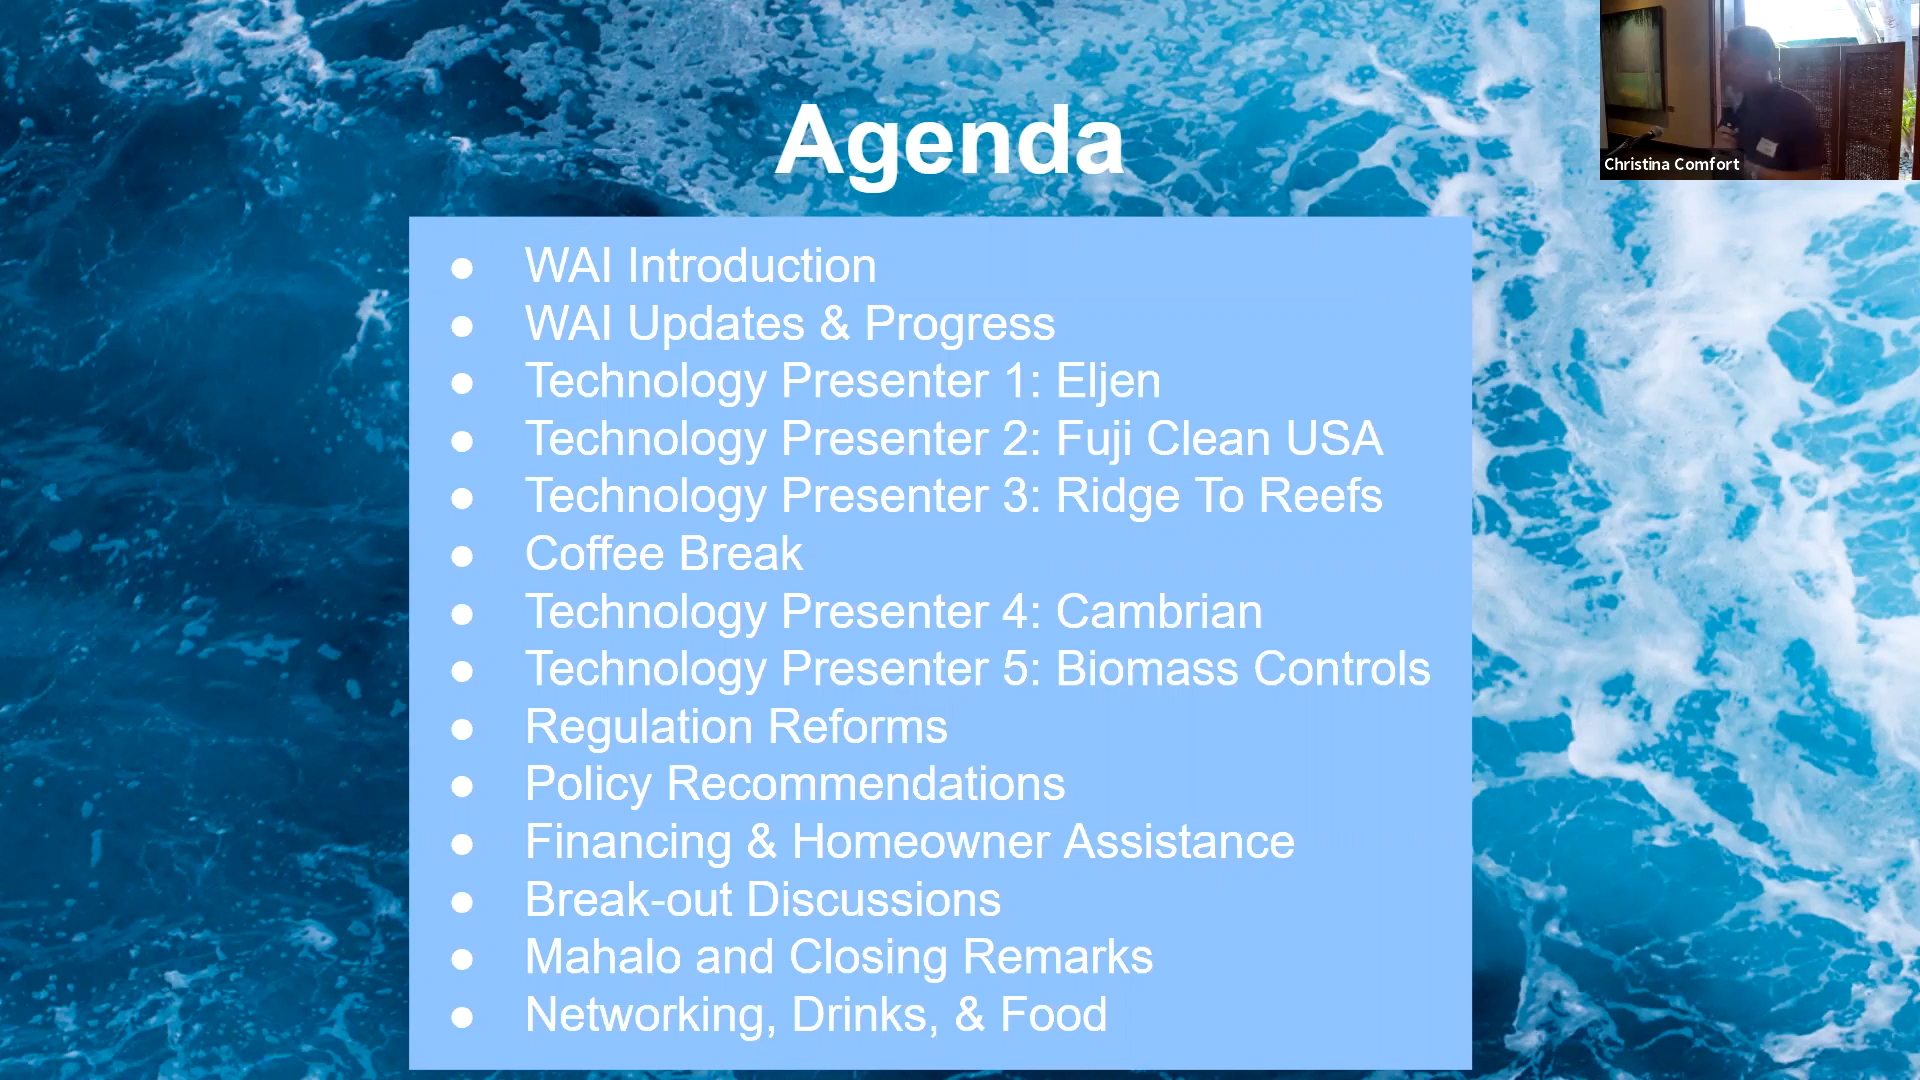 Agenda
Christina Comfort
● WAI Introduction
● WAI Updates & Progress
● Technology Presenter 1: Eljen
● Technology Presenter 2: Fuji Clean USA
● Technology Presenter 3: Ridge To Reefs
● Coffee Break
● Technology Presenter 4: Cambrian
● Technology Presenter 5: Biomass Controls
● Regulation Reforms
● Policy Recommendations
● Financing & Homeowner Assistance
● Break-out Discussions
● Mahalo and Closing Remarks
● Networking, Drinks, & Food